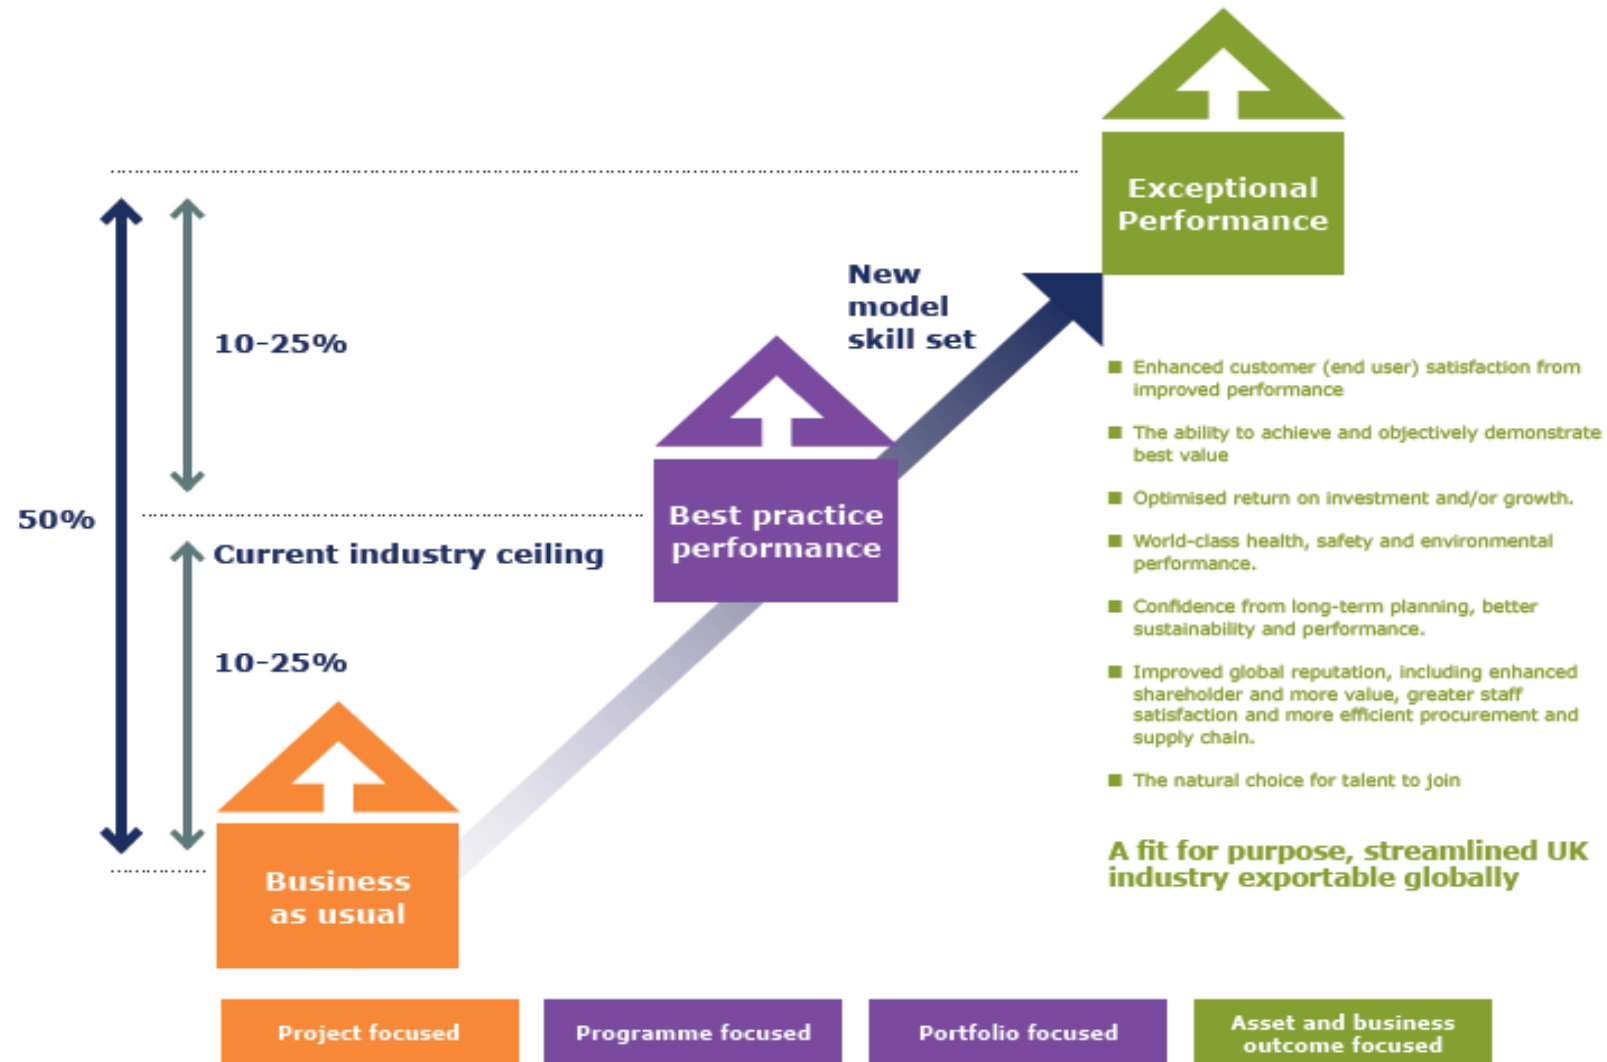 Exceptional
Performance
New
model
skill set
10-25%
Enhanced customer (end user) satisfaction from
improved performance
The ability to achieve and objectively demonstrate
best value
Optimised return on investment and/or growth.
World-class health, safety and environmental
performance.
Confidence from long-term planning, better
sustainability and performance.
Improved global reputation, including enhanced
shareholder and more value, greater staff
satisfaction and more efficient procurement and
supply chain.
The natural choice for talent to join
A fit for purpose, streamlined UK
industry exportable globally
50%
Best practice
performance
Current industry ceiling
10-25%
Business
as usual
Project focused
Programme focused
Portfolio focused
Asset and business
outcome focused